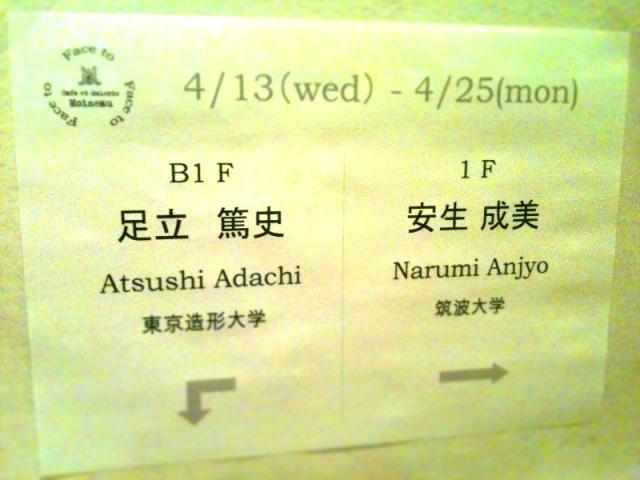 Face to Face to Face to
Cafe et Galerie
Moineau
4/13(wed) - 4/25(mon)
B1 F
足立 篤史
Atsushi Adachi
東京造形大学
1 F
安生 成美
Narumi Anjyo
筑波大学